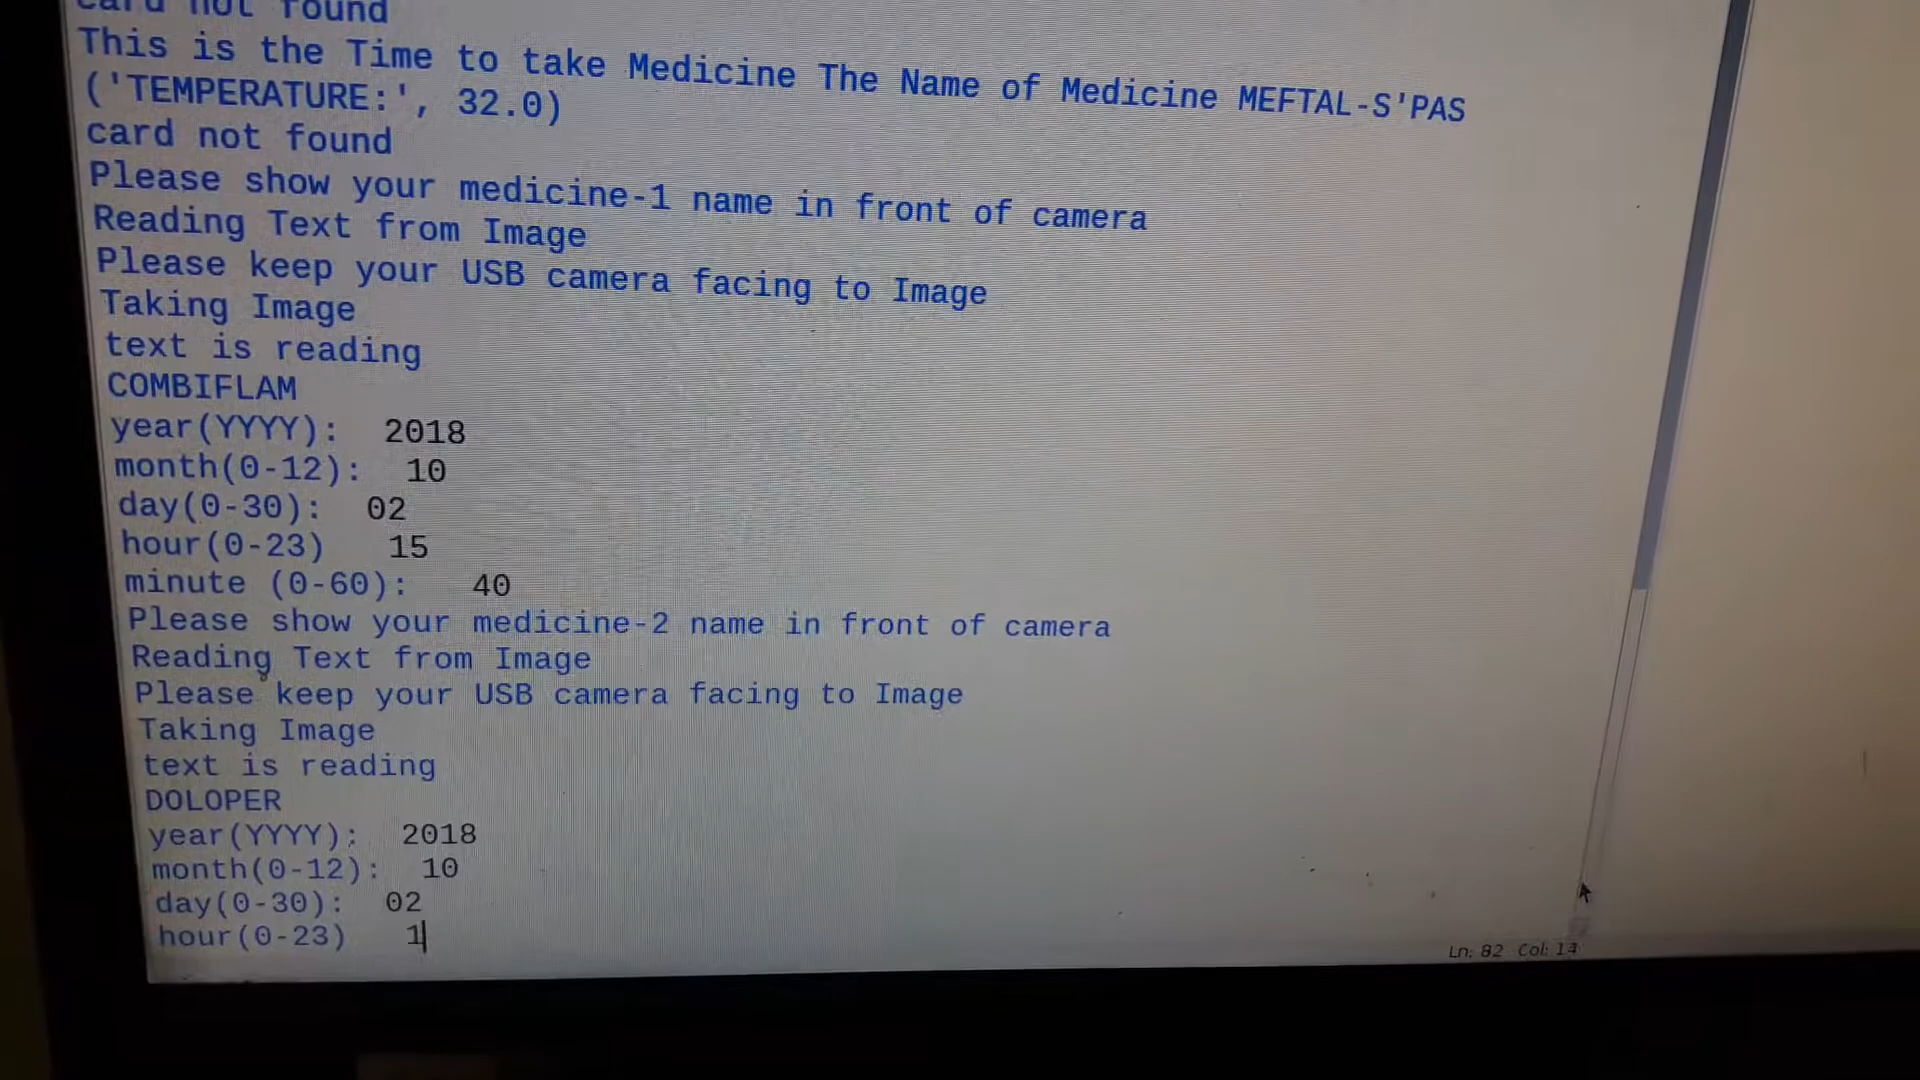 card not found
This is the Time to take Medicine The Name of Medicine MEFTAL-S'PAS
('TEMPERATURE:', 32.0)
card not found
Please show your medicine-1 name in front of camera
Reading Text from Image
Please keep your USB camera facing to Image
Taking Image
text is reading
COMBIFLAM
year(YYYY): 2018
month(0-12): 10
day(0-30): 02
hour(0-23) 15
minute (0-60): 40
Please show your medicine-2 name in front of camera
Reading Text from Image
Please keep your USB camera facing to Image
Taking Image
text is reading
DOLOPER
year(YYYY): 2018
month(0-12): 10
day(0-30): 02
hour(0-23) 1
Ln: 82 Col: 14